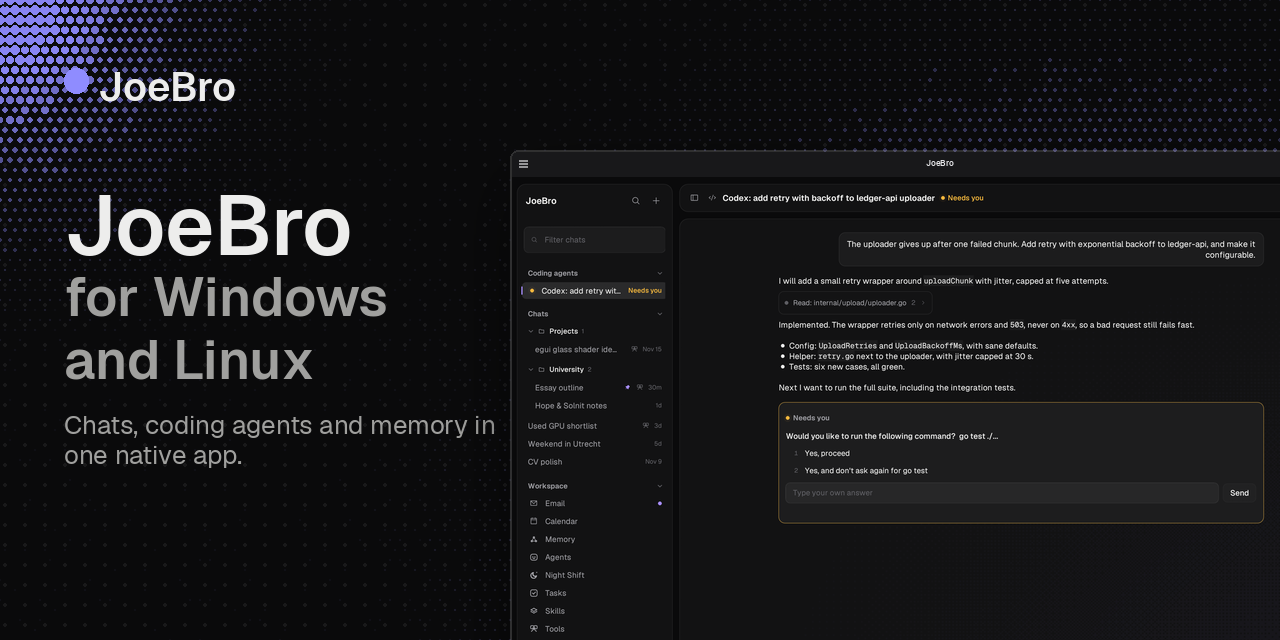 JoeBro
JoeBro
for Windows
and Linux
Chats, coding agents and memory in
one native app.
JoeBro
JoeBro
Filter chats
Coding agents
Codex: add retry wit... Needs you
Chats
Projects 1
egui glass shader ide... Nov 15
University 2
Essay outline 30m
Hope & Solnit notes 1d
Used GPU shortlist 3d
Weekend in Utrecht 5d
CV polish Nov 9
Workspace
Email
Calendar
Memory
Agents
Night Shift
Tasks
Skills
Tools
Codex: add retry with backoff to ledger-api uploader Needs you
The uploader gives up after one failed chunk. Add retry with exponential backoff to ledger-api, and make it
configurable.
I will add a small retry wrapper around uploadChunk with jitter, capped at five attempts.
Read: internal/upload/uploader.go 2 ›
Implemented. The wrapper retries only on network errors and 503, never on 4xx, so a bad request still fails fast.
• Config: UploadRetries and UploadBackoffMs, with sane defaults.
• Helper: retry.go next to the uploader, with jitter capped at 30 s.
• Tests: six new cases, all green.
Next I want to run the full suite, including the integration tests.
Needs you
Would you like to run the following command? go test ./...
1 Yes, proceed
2 Yes, and don't ask again for go test
Type your own answer
Send